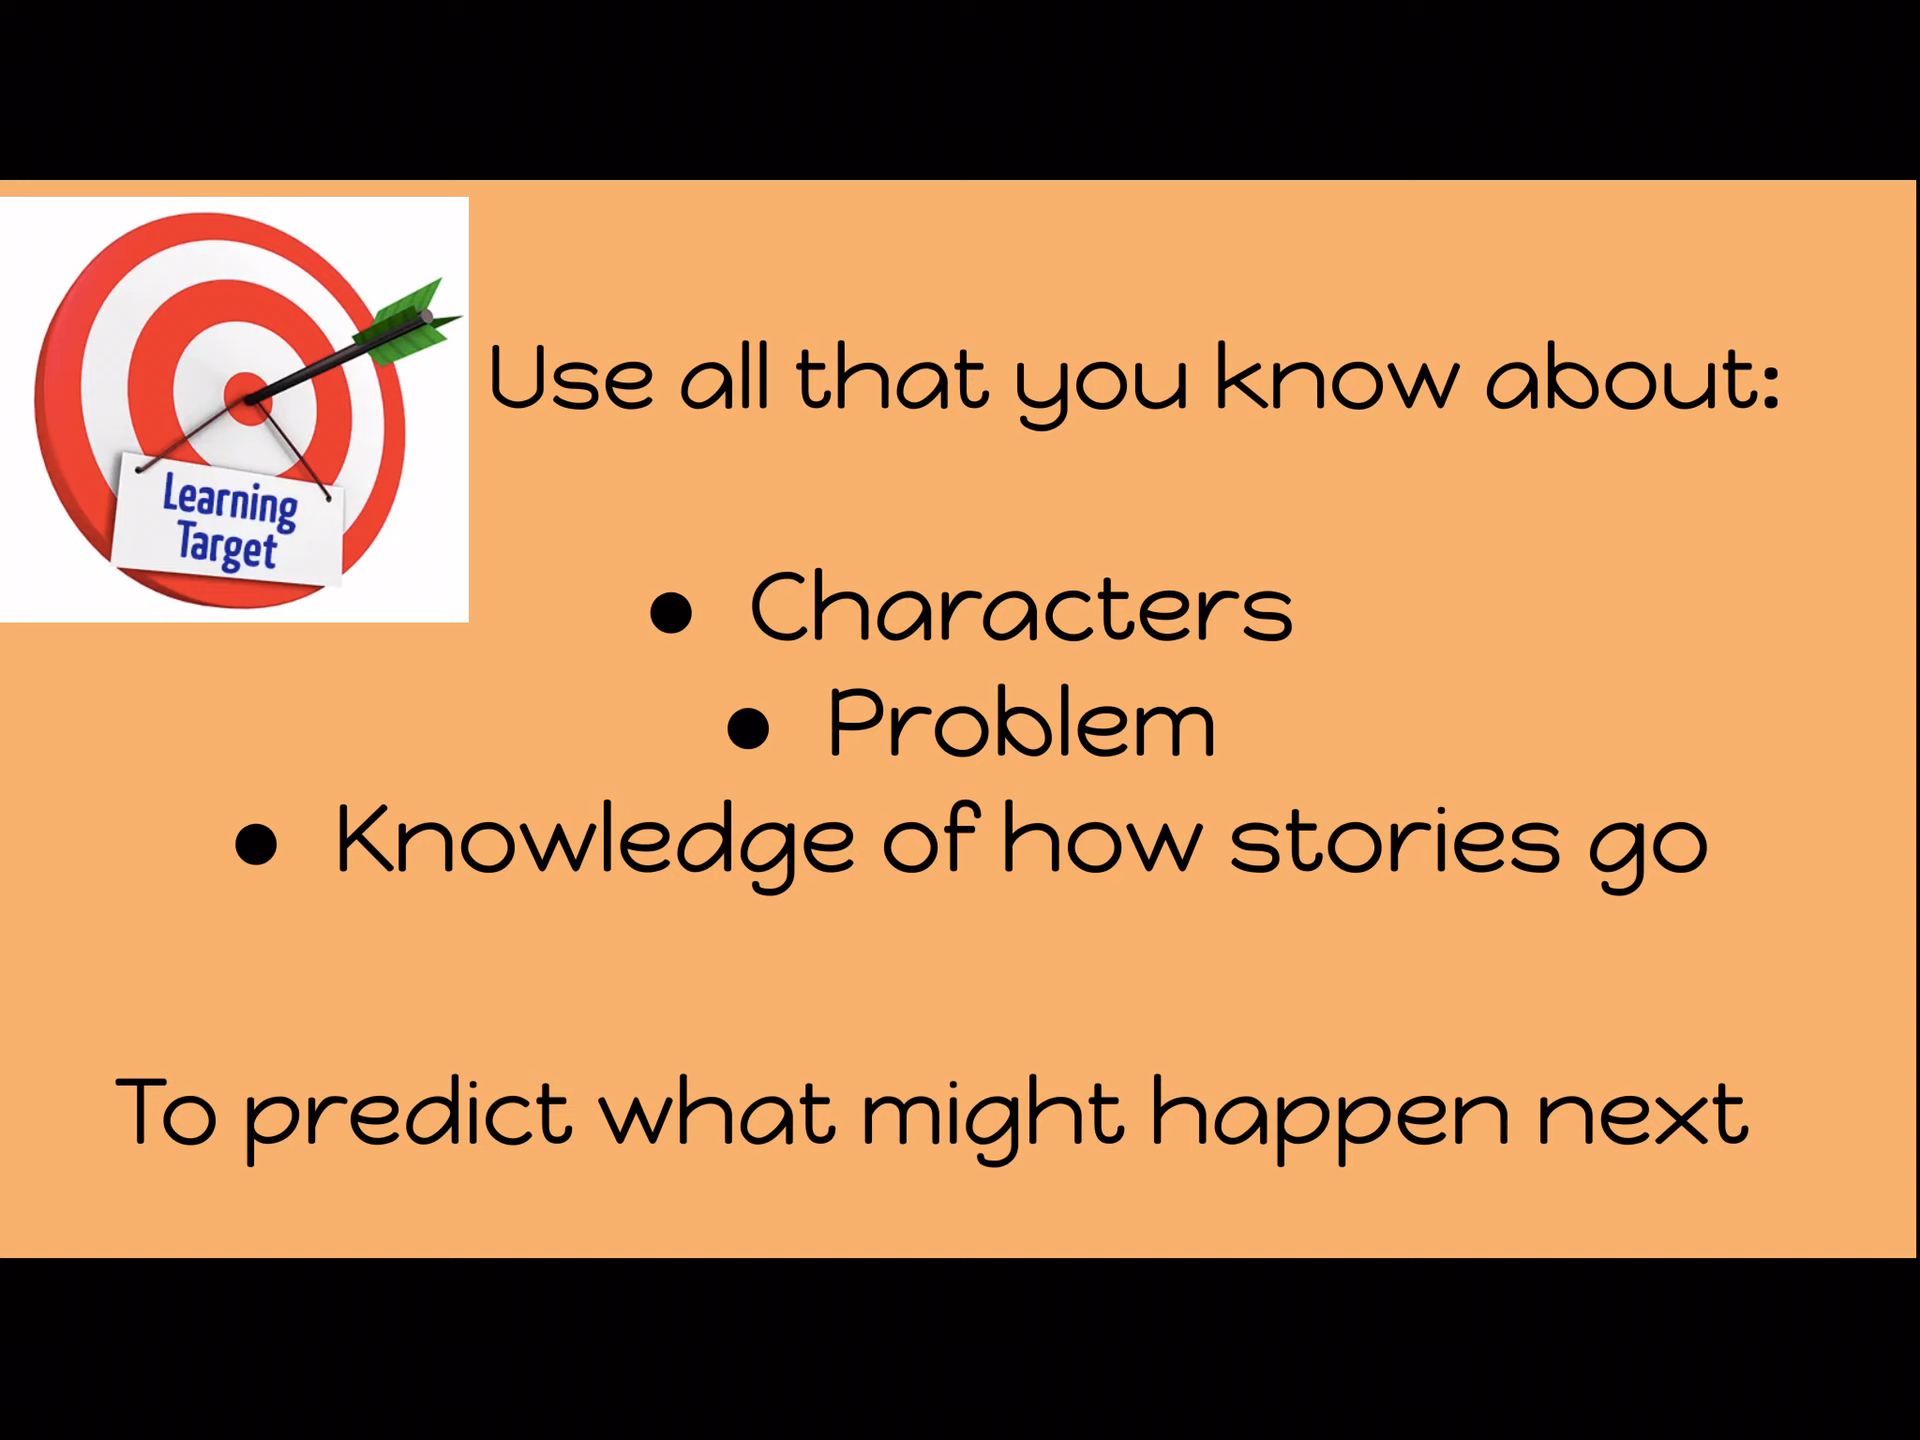 Learning
Target
Use all that you know about:
● Characters
● Problem
● Knowledge of how stories go
To predict what might happen next